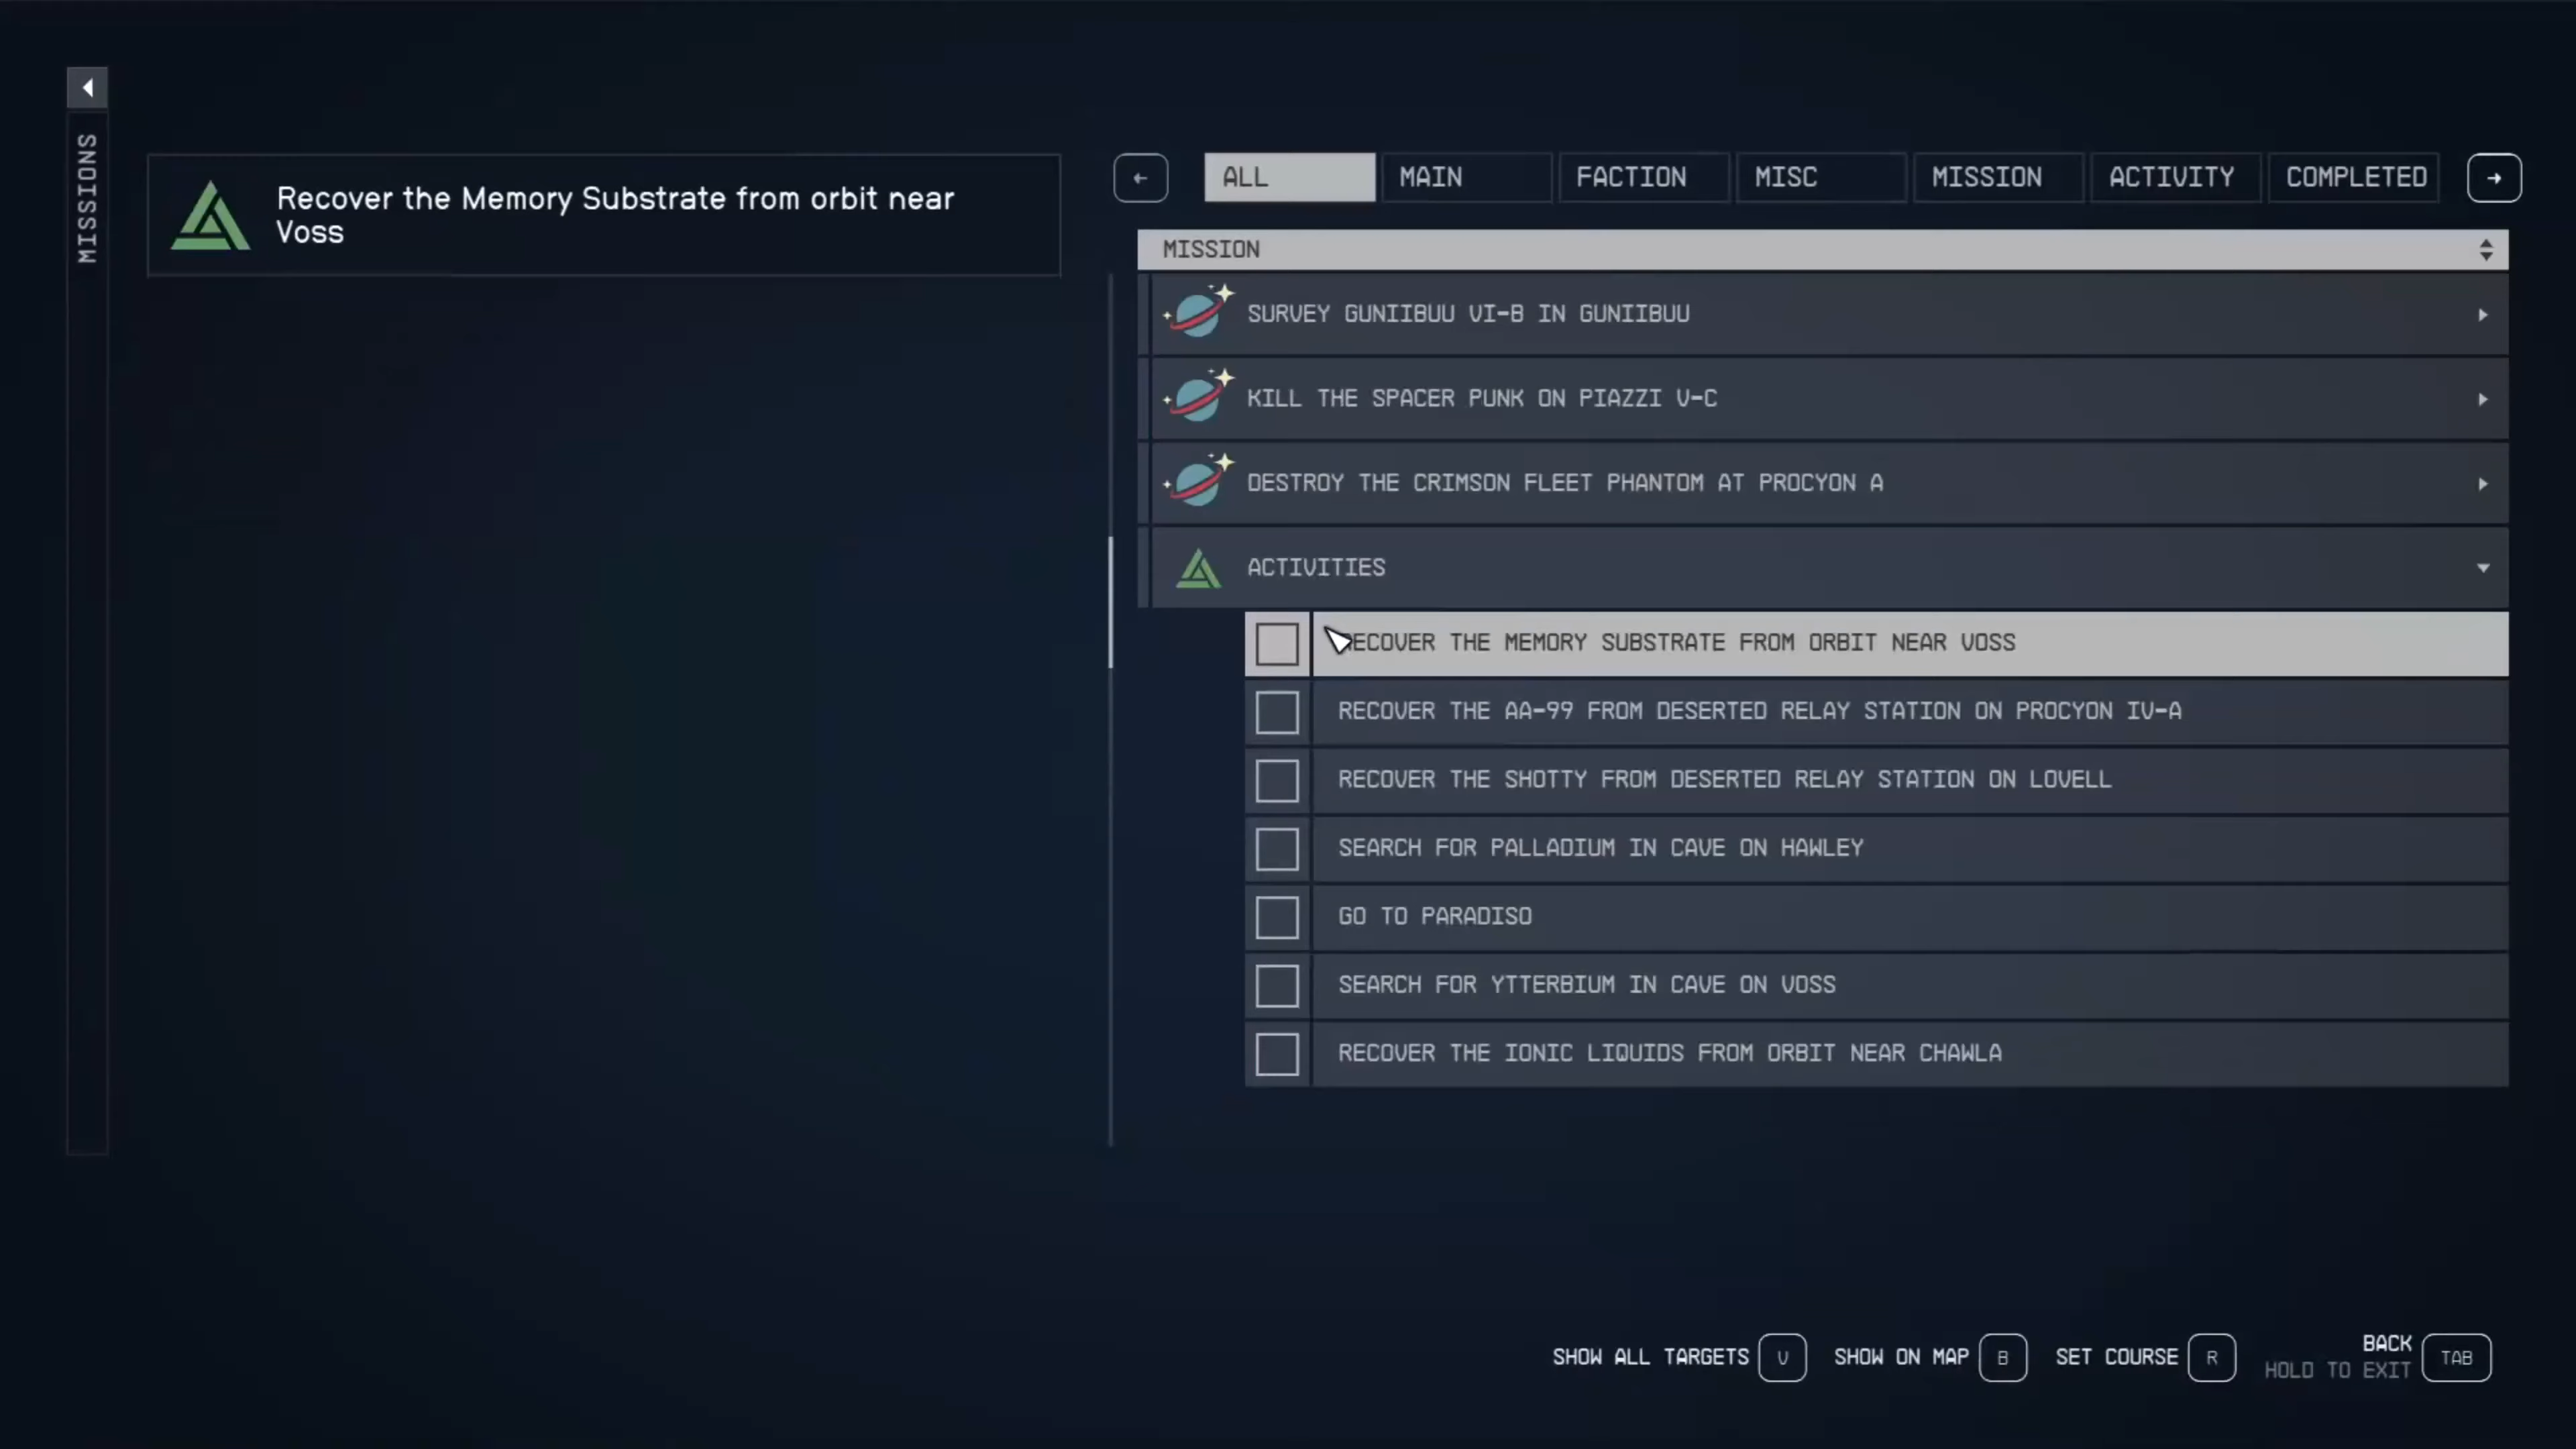 MISSIONS
Recover the Memory Substrate from orbit near
Voss
ALL
MAIN
FACTION
MISC
MISSION
ACTIVITY
COMPLETED
MISSION
SURVEY GUNIIBUU VI-B IN GUNIIBUU
KILL THE SPACER PUNK ON PIAZZI V-C
DESTROY THE CRIMSON FLEET PHANTOM AT PROCYON A
ACTIVITIES
RECOVER THE MEMORY SUBSTRATE FROM ORBIT NEAR VOSS
RECOVER THE AA-99 FROM DESERTED RELAY STATION ON PROCYON IV-A
RECOVER THE SHOTTY FROM DESERTED RELAY STATION ON LOVELL
SEARCH FOR PALLADIUM IN CAVE ON HAWLEY
GO TO PARADISO
SEARCH FOR YTTERBIUM IN CAVE ON VOSS
RECOVER THE IONIC LIQUIDS FROM ORBIT NEAR CHAWLA
SHOW ALL TARGETS V
SHOW ON MAP B
SET COURSE R
BACK
HOLD TO EXIT
TAB